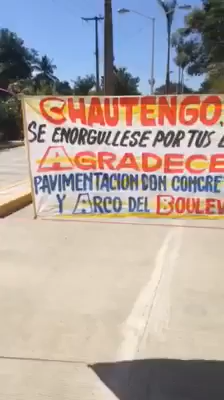 CHAUTENGO,
SE ENORGULLESE POR TUS
AGRADECE
PAVIMENTACION CON CONCRE
Y ARCO DEL BOULEV